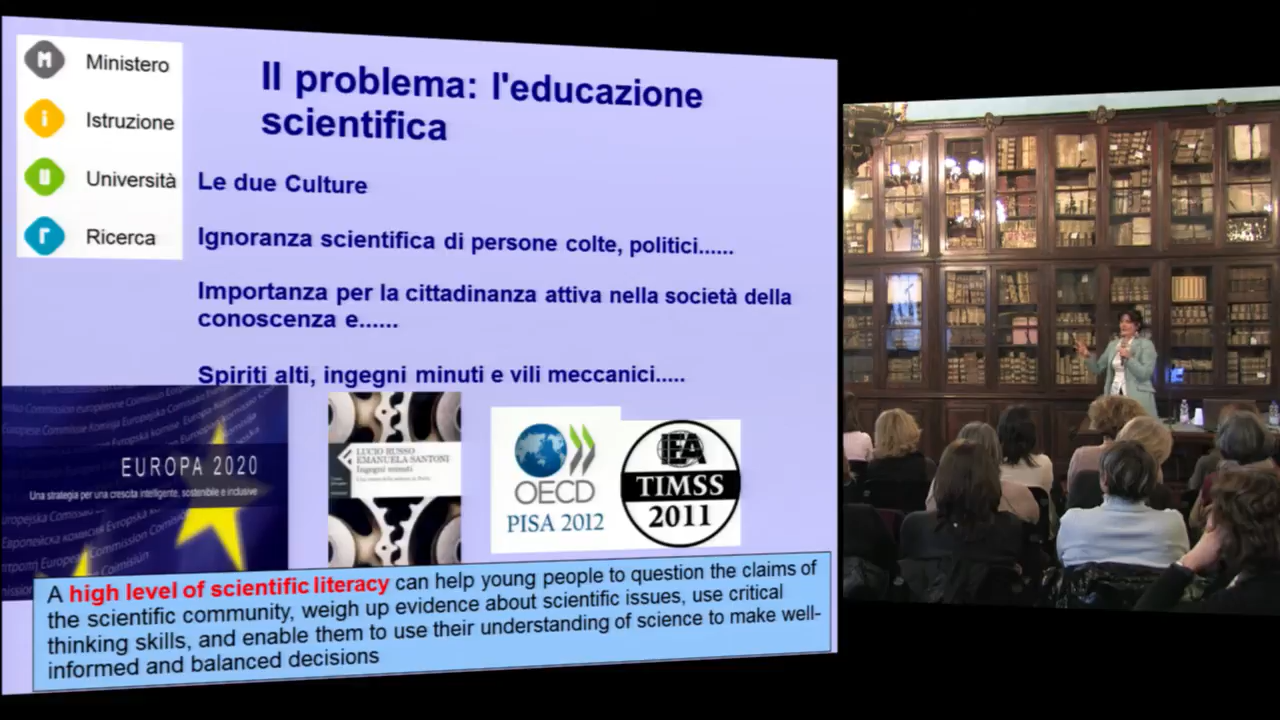 M Ministero
i Istruzione
U Università
r Ricerca
Il problema: l'educazione
scientifica
Le due Culture
Ignoranza scientifica di persone colte, politici......
Importanza per la cittadinanza attiva nella società della
conoscenza e......
Spiriti alti, ingegni minuti e vili meccanici.....
EUROPA 2020
Una strategia per una crescita intelligente, sostenibile e inclusive
LUCIO RUSSO
EMANUELA SANTONI
Ingegni minuti
OECD
PISA 2012
IEA
TIMSS
2011
A high level of scientific literacy can help young people to question the claims of
the scientific community, weigh up evidence about scientific issues, use critical
thinking skills, and enable them to use their understanding of science to make well-
informed and balanced decisions